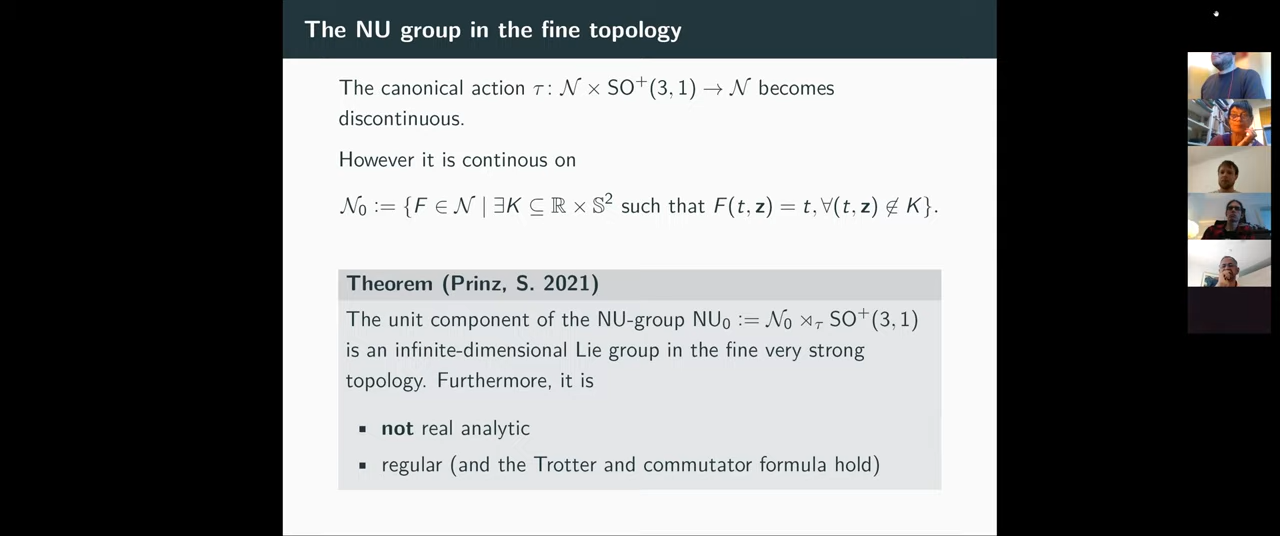 The NU group in the fine topology
The canonical action τ: 𝒩 × SO⁺(3, 1) → 𝒩 becomes
discontinuous.
However it is continous on
𝒩₀ := {F ∈ 𝒩 | ∃K ⊆ ℝ × 𝕊² such that F(t, 𝐳) = t, ∀(t, 𝐳) ∉ K}.
Theorem (Prinz, S. 2021)
The unit component of the NU-group NU₀ := 𝒩₀ ⋊τ SO⁺(3, 1)
is an infinite-dimensional Lie group in the fine very strong
topology. Furthermore, it is
▪ not real analytic
▪ regular (and the Trotter and commutator formula hold)